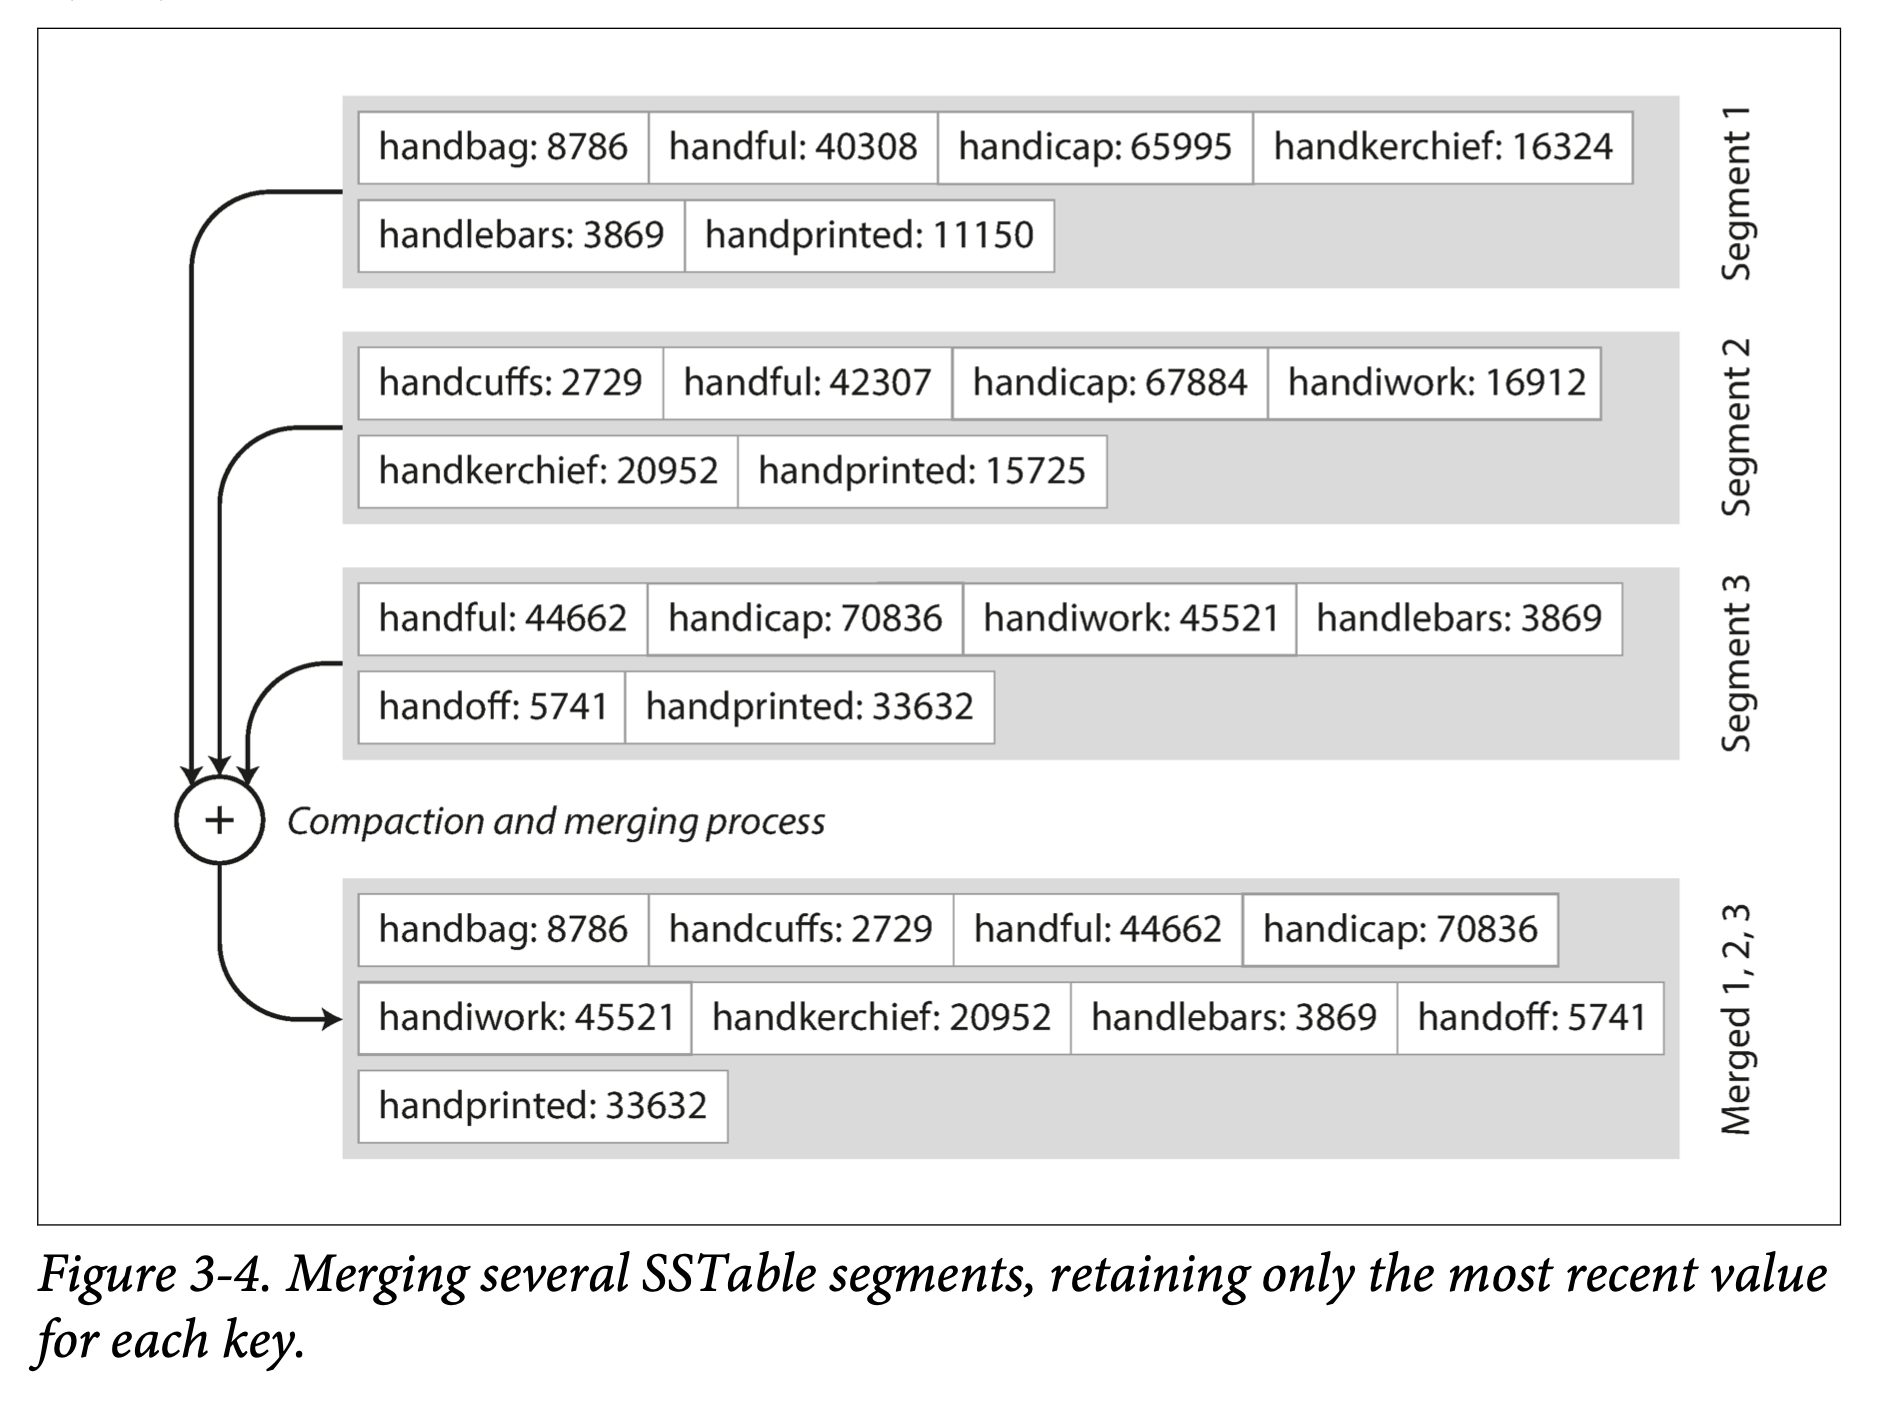 handbag: 8786 handful: 40308 handicap: 65995 handkerchief: 16324
handlebars: 3869 handprinted: 11150
Segment 1
handcuffs: 2729 handful: 42307 handicap: 67884 handiwork: 16912
handkerchief: 20952 handprinted: 15725
Segment 2
handful: 44662 handicap: 70836 handiwork: 45521 handlebars: 3869
handoff: 5741 handprinted: 33632
Segment 3
+ Compaction and merging process
handbag: 8786 handcuffs: 2729 handful: 44662 handicap: 70836
handiwork: 45521 handkerchief: 20952 handlebars: 3869 handoff: 5741
handprinted: 33632
Merged 1, 2, 3
Figure 3-4. Merging several SSTable segments, retaining only the most recent value
for each key.